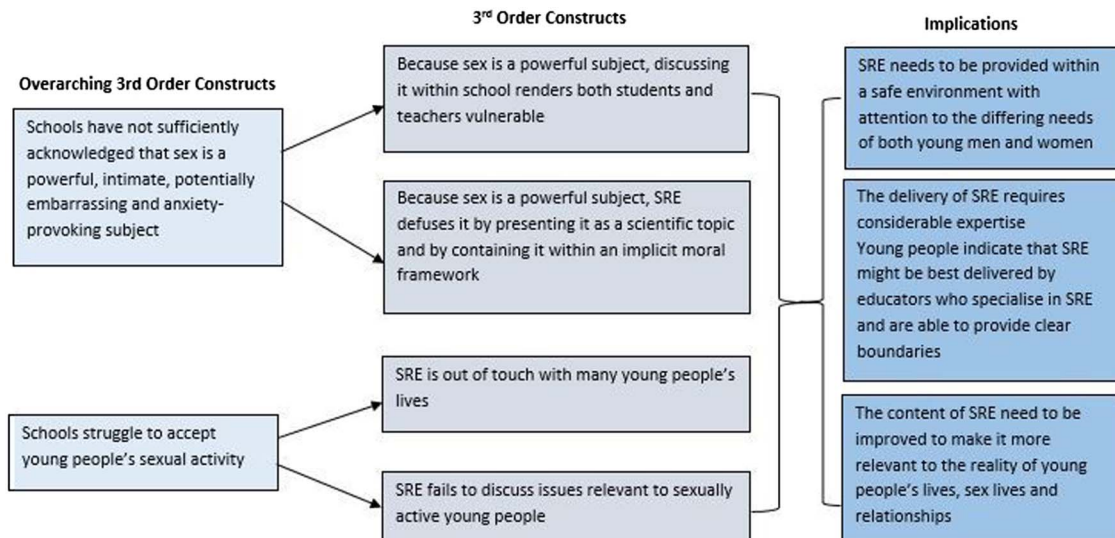 Overarching 3rd Order Constructs
Schools have not sufficiently
acknowledged that sex is a
powerful, intimate, potentially
embarrassing and anxiety-
provoking subject
Schools struggle to accept
young people’s sexual activity
3rd Order Constructs
Because sex is a powerful subject, discussing
it within school renders both students and
teachers vulnerable
Because sex is a powerful subject, SRE
defuses it by presenting it as a scientific topic
and by containing it within an implicit moral
framework
SRE is out of touch with many young people’s
lives
SRE fails to discuss issues relevant to sexually
active young people
Implications
SRE needs to be provided within
a safe environment with
attention to the differing needs
of both young men and women
The delivery of SRE requires
considerable expertise
Young people indicate that SRE
might be best delivered by
educators who specialise in SRE
and are able to provide clear
boundaries
The content of SRE need to be
improved to make it more
relevant to the reality of young
people’s lives, sex lives and
relationships